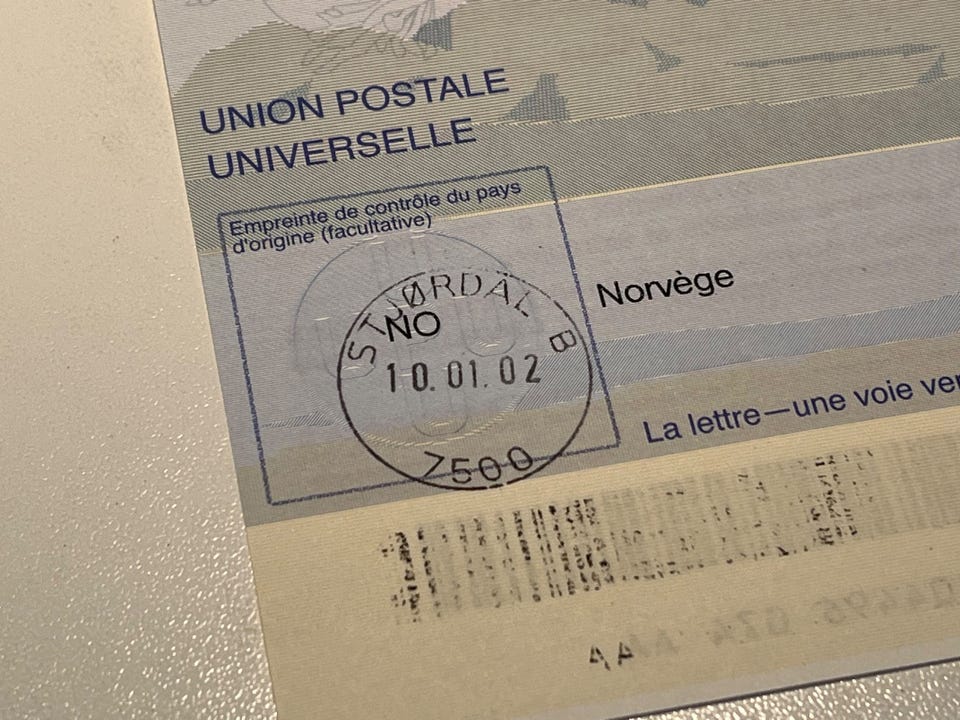 UNION POSTALE
UNIVERSELLE
Empreinte de contrôle du pays
d'origine (facultative)
STJØRDAL B
NO
10.01.02
7500
Norvège
La lettre—une voie
AA